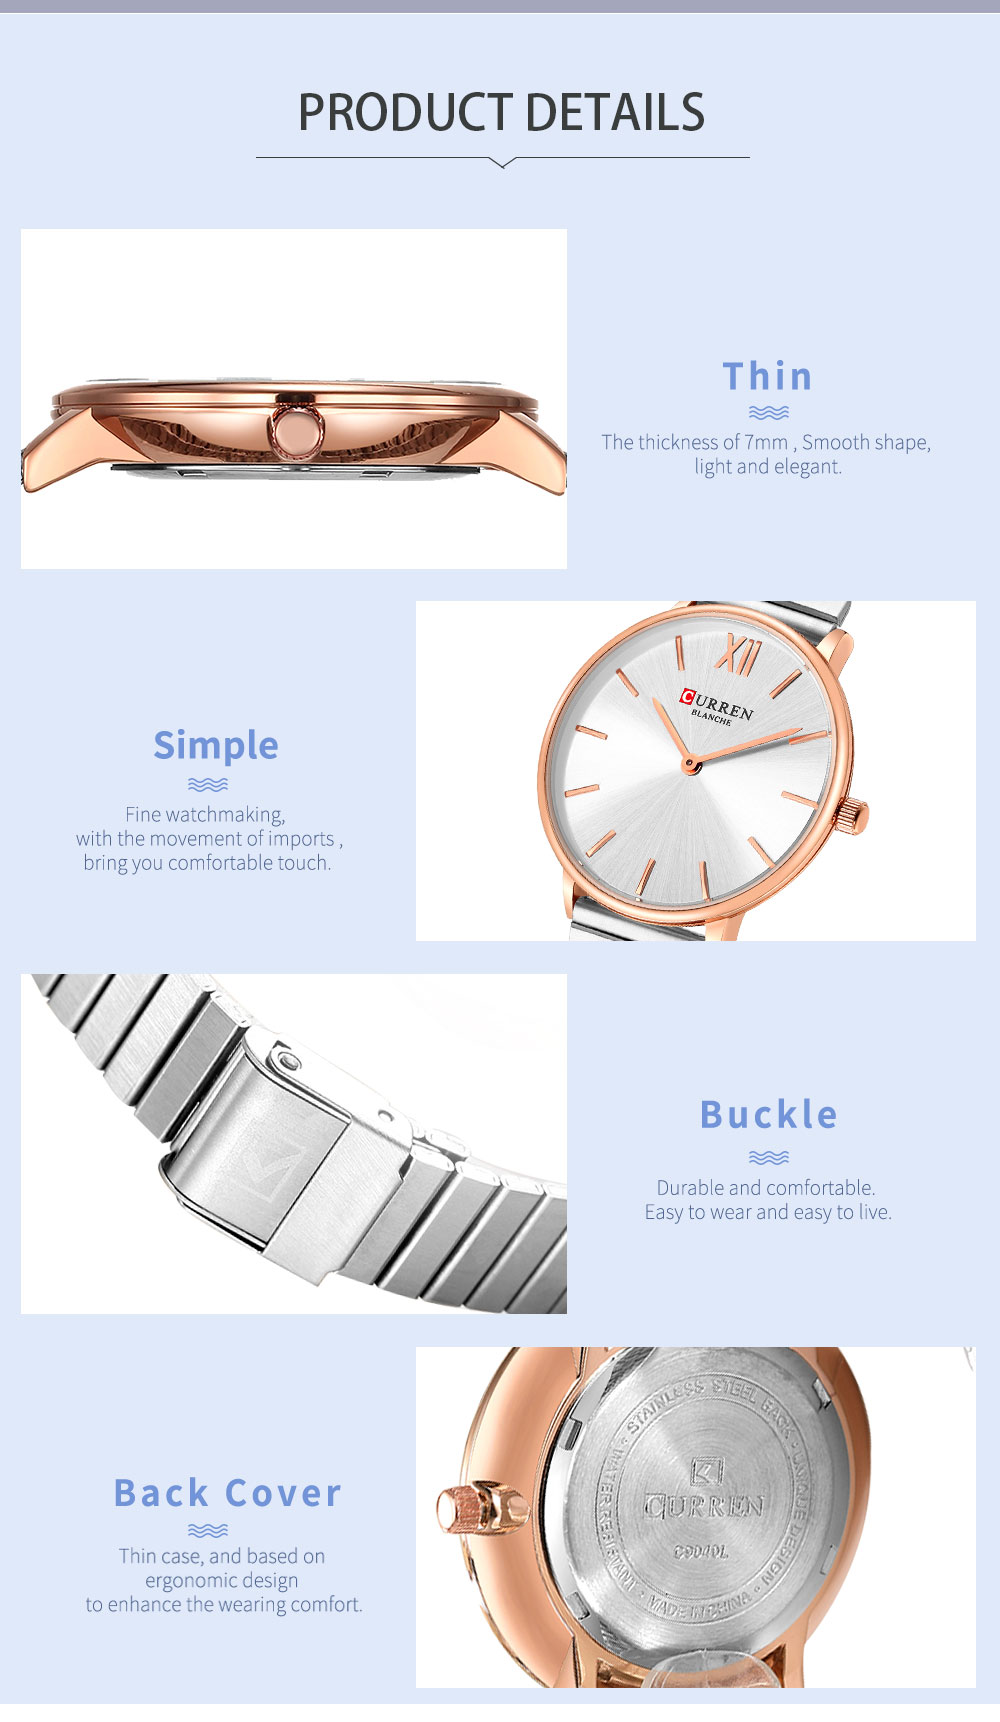 PRODUCT DETAILS
Thin
The thickness of 7mm , Smooth shape,
light and elegant.
XII
CURREN
BLANCHE
Simple
Fine watchmaking,
with the movement of imports ,
bring you comfortable touch.
Buckle
Durable and comfortable.
Easy to wear and easy to live.
STAINLESS STEEL BACK • UNIQUE DESIGN • MADE IN CHINA • WATER RESISTANT •
CURREN
C9040L
Back Cover
Thin case, and based on
ergonomic design
to enhance the wearing comfort.